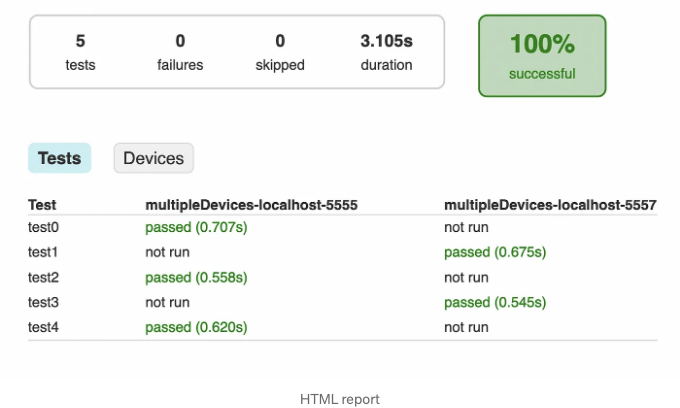 5 0 0 3.105s
tests failures skipped duration
100%
successful
Tests Devices
Test multipleDevices-localhost-5555 multipleDevices-localhost-5557
test0 passed (0.707s) not run
test1 not run passed (0.675s)
test2 passed (0.558s) not run
test3 not run passed (0.545s)
test4 passed (0.620s) not run
HTML report